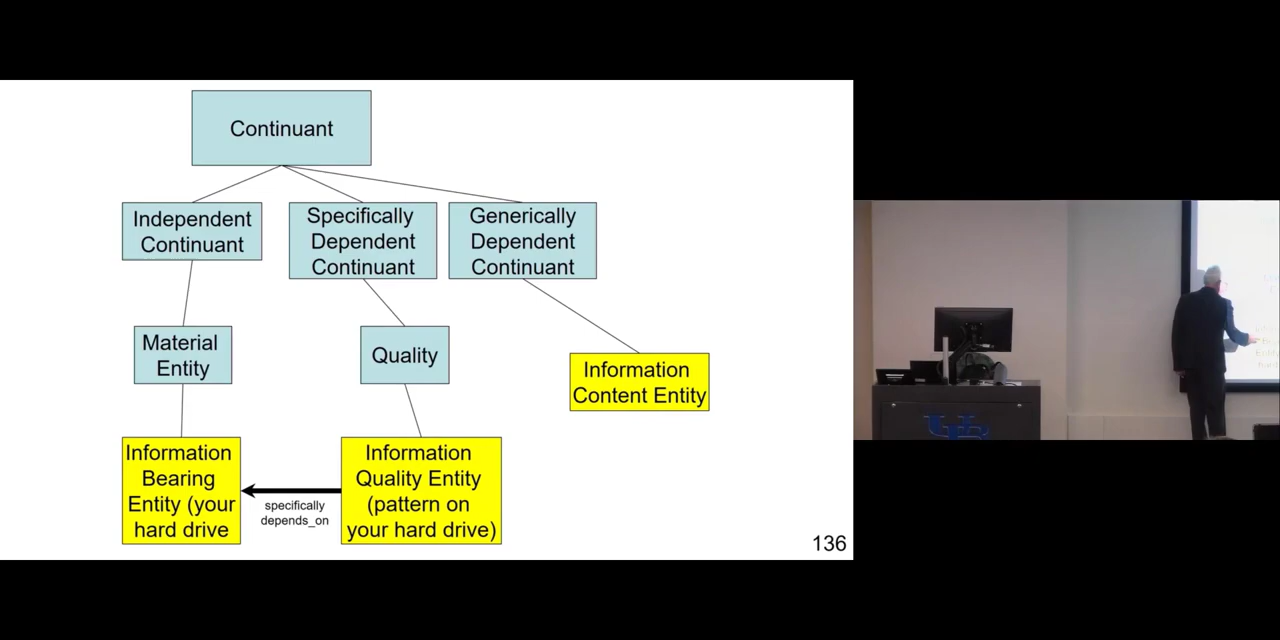 Continuant
Independent
Continuant
Specifically
Dependent
Continuant
Generically
Dependent
Continuant
Material
Entity
Quality
Information
Content Entity
Information
Bearing
Entity (your
hard drive
specifically
depends_on
Information
Quality Entity
(pattern on
your hard drive)
136
UB